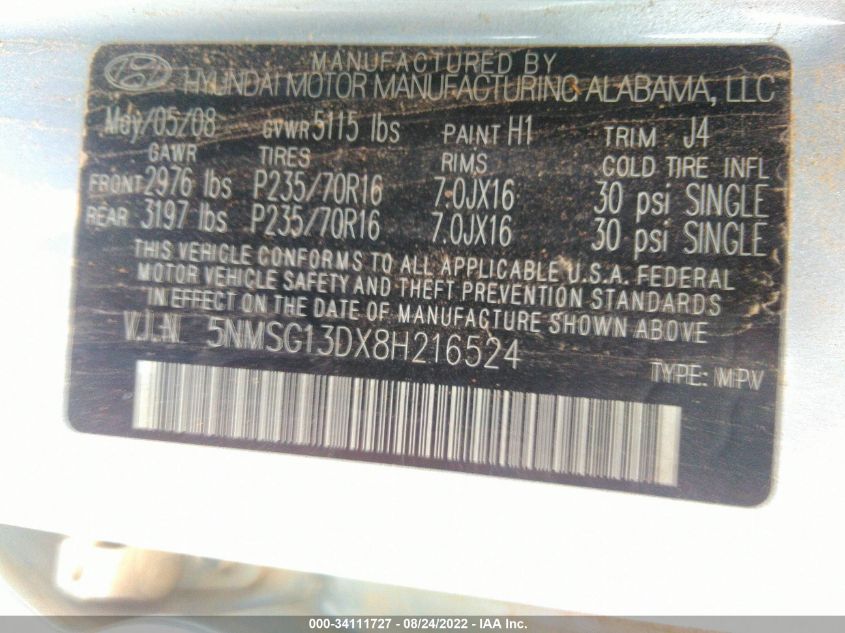 MANUFACTURED BY
HYUNDAI MOTOR MANUFACTURING ALABAMA, LLC
May/05/08 GVWR 5115 lbs PAINT H1 TRIM J4
GAWR TIRES RIMS COLD TIRE INFL
FRONT 2976 lbs P235/70R16 7.0JX16 30 psi SINGLE
REAR 3197 lbs P235/70R16 7.0JX16 30 psi SINGLE
THIS VEHICLE CONFORMS TO ALL APPLICABLE U.S.A. FEDERAL
MOTOR VEHICLE SAFETY AND THEFT PREVENTION STANDARDS
IN EFFECT ON THE DATE OF MANUFACTURE SHOWN ABOVE
V.I.N 5NMSG13DX8H216524
TYPE: MPV
000-34111727 - 08/24/2022 - IAA Inc.